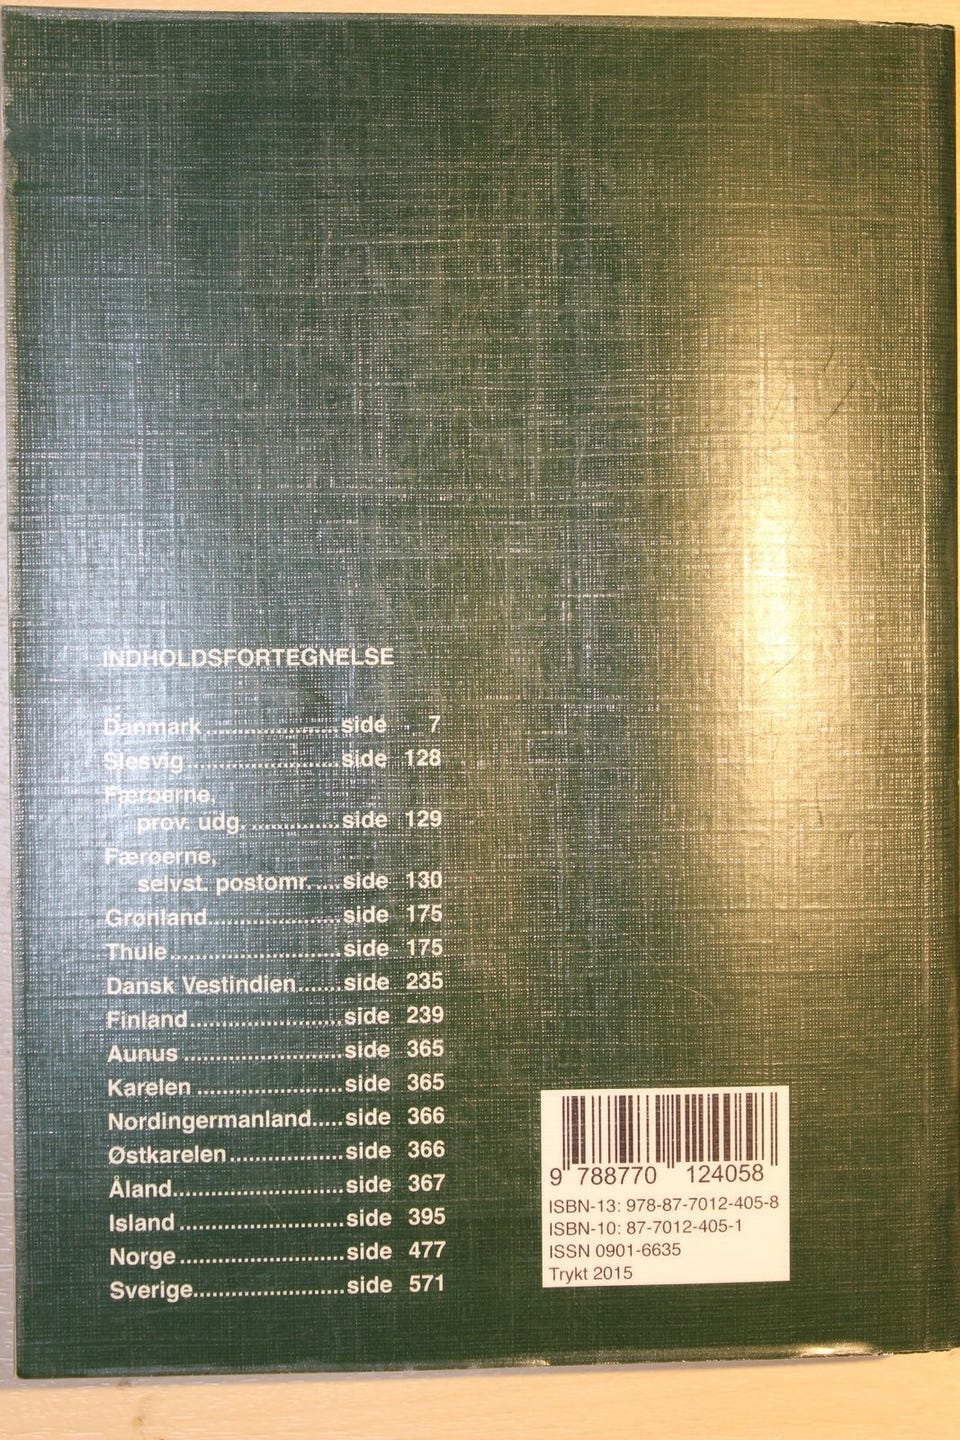 INDHOLDSFORTEGNELSE
Danmark.....................side 7
Slesvig........................side 128
Færøerne,
prov. udg. ..............side 129
Færøerne,
selvst. postomr.....side 130
Grønland.....................side 175
Thule...........................side 175
Dansk Vestindien.......side 235
Finland........................side 239
Aunus .........................side 365
Karelen .......................side 365
Nordingermanland.....side 366
Østkarelen..................side 366
Åland...........................side 367
Island ..........................side 395
Norge ..........................side 477
Sverige........................side 571
9 788770 124058
ISBN-13: 978-87-7012-405-8
ISBN-10: 87-7012-405-1
ISSN 0901-6635
Trykt 2015